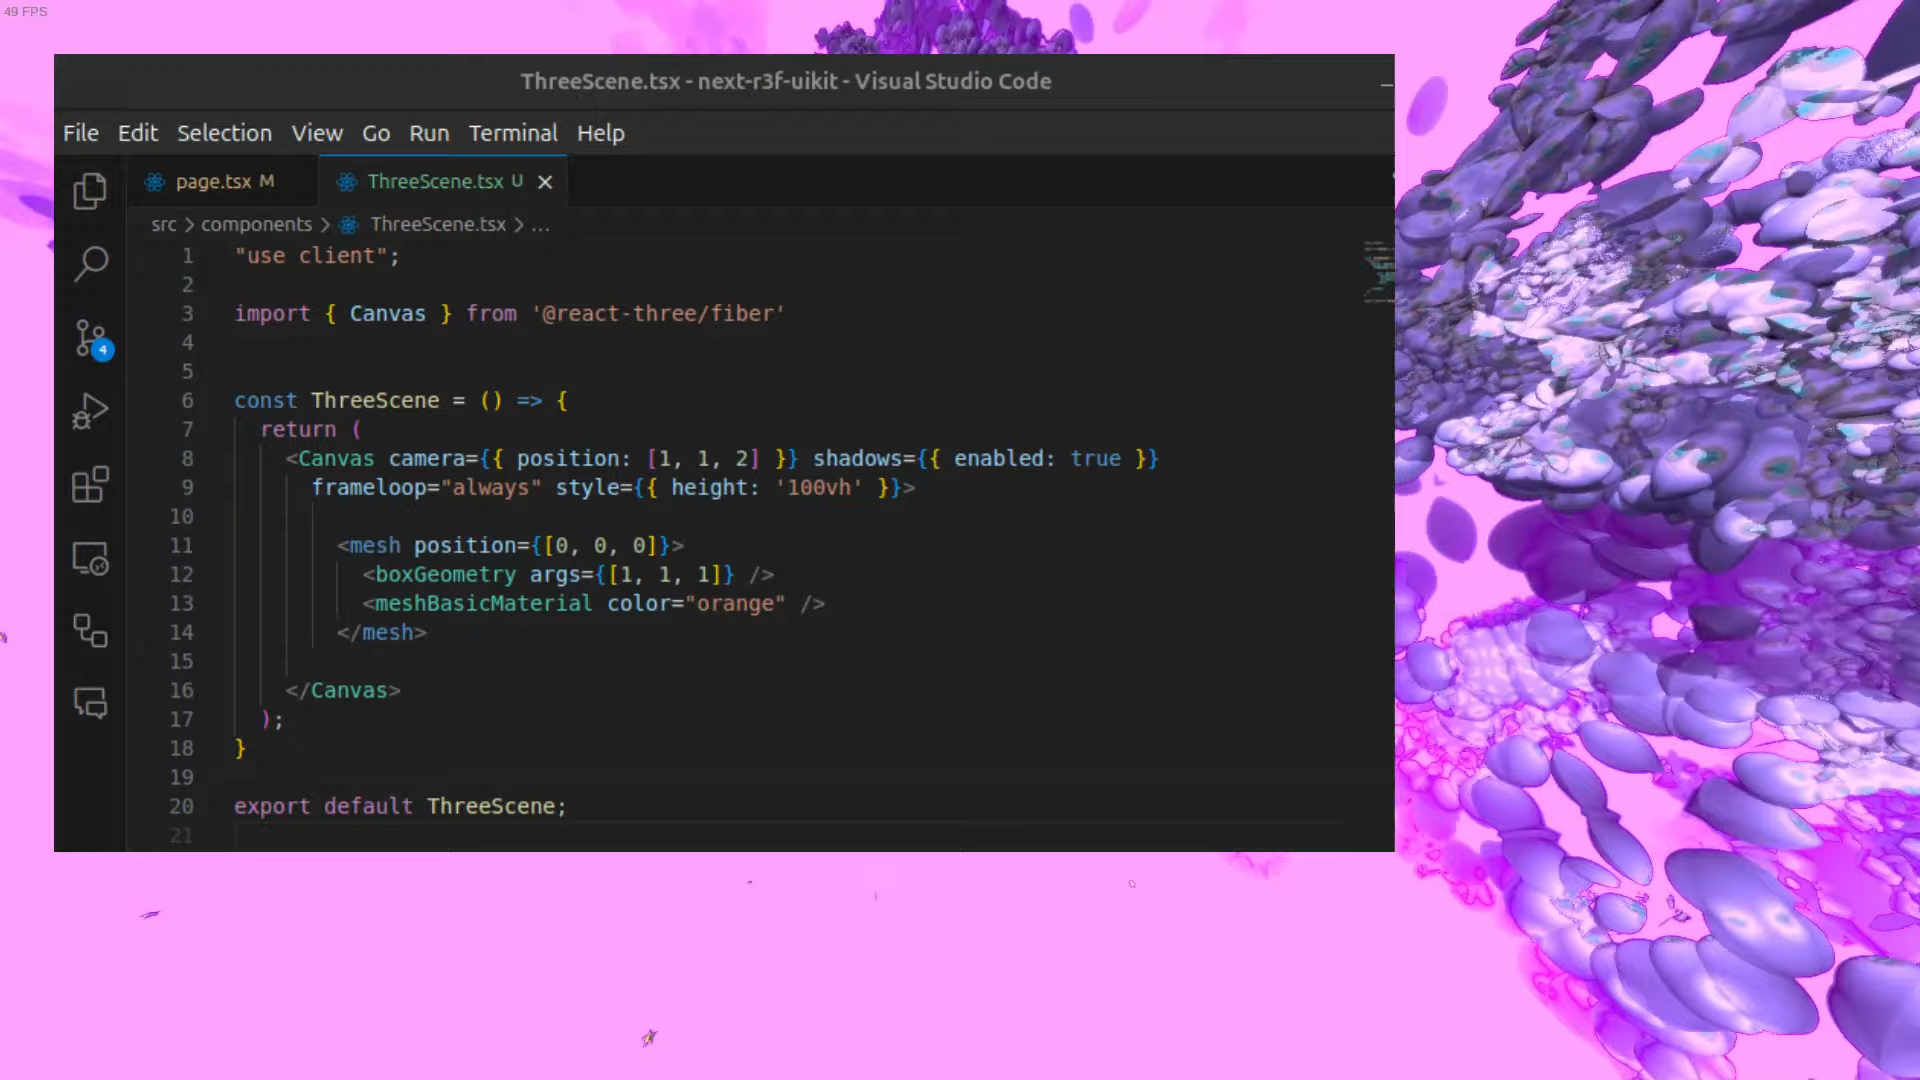 49 FPS
ThreeScene.tsx - next-r3f-uikit - Visual Studio Code
File Edit Selection View Go Run Terminal Help
page.tsx M ThreeScene.tsx U
src > components > ThreeScene.tsx > ...
1 "use client";
2
3 import { Canvas } from '@react-three/fiber'
4
5
6 const ThreeScene = () => {
7 return (
8 <Canvas camera={{ position: [1, 1, 2] }} shadows={{ enabled: true }}
9 frameloop="always" style={{ height: '100vh' }}>
10
11 <mesh position={[0, 0, 0]}>
12 <boxGeometry args={[1, 1, 1]} />
13 <meshBasicMaterial color="orange" />
14 </mesh>
15
16 </Canvas>
17 );
18 }
19
20 export default ThreeScene;
21
4